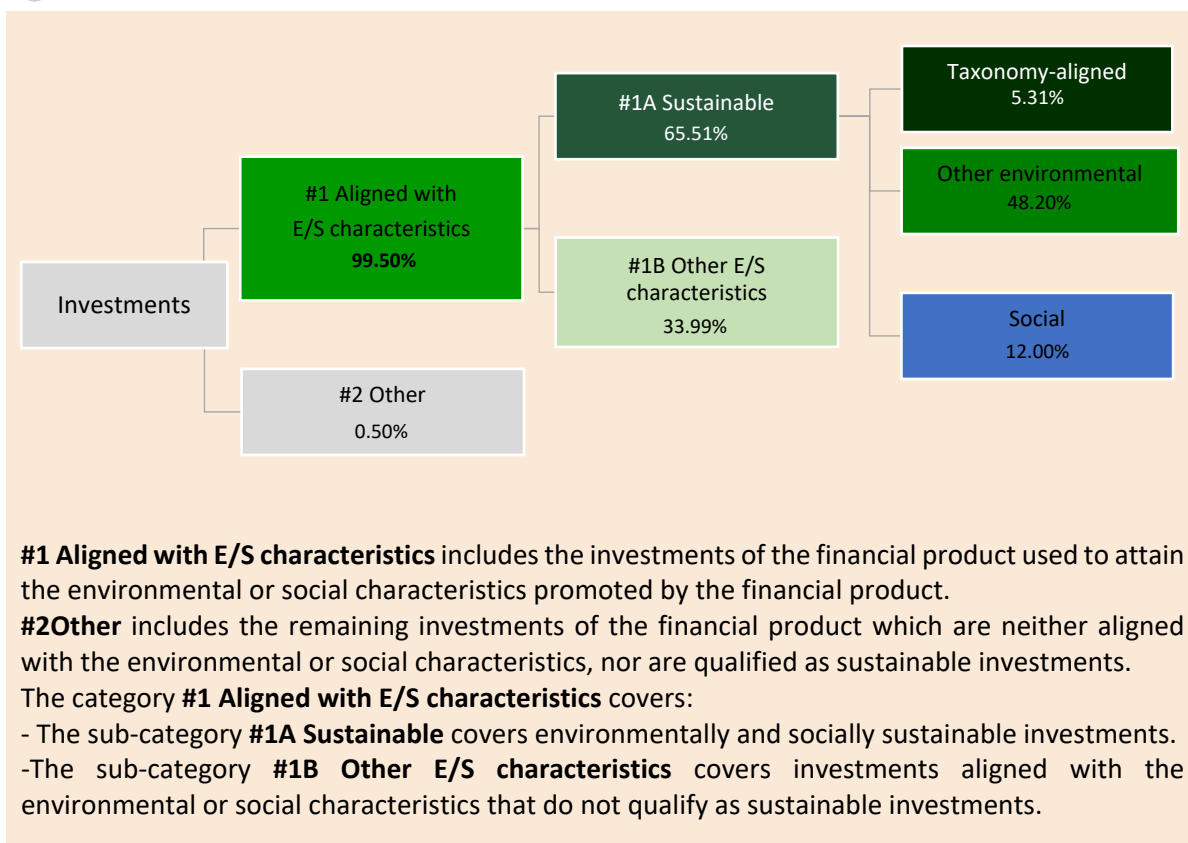 Investments
#1 Aligned with
E/S characteristics
99.50%
#2 Other
0.50%
#1A Sustainable
65.51%
#1B Other E/S
characteristics
33.99%
Taxonomy-aligned
5.31%
Other environmental
48.20%
Social
12.00%
#1 Aligned with E/S characteristics includes the investments of the financial product used to attain
the environmental or social characteristics promoted by the financial product.
#2Other includes the remaining investments of the financial product which are neither aligned
with the environmental or social characteristics, nor are qualified as sustainable investments.
The category #1 Aligned with E/S characteristics covers:
- The sub-category #1A Sustainable covers environmentally and socially sustainable investments.
-The sub-category #1B Other E/S characteristics covers investments aligned with the
environmental or social characteristics that do not qualify as sustainable investments.